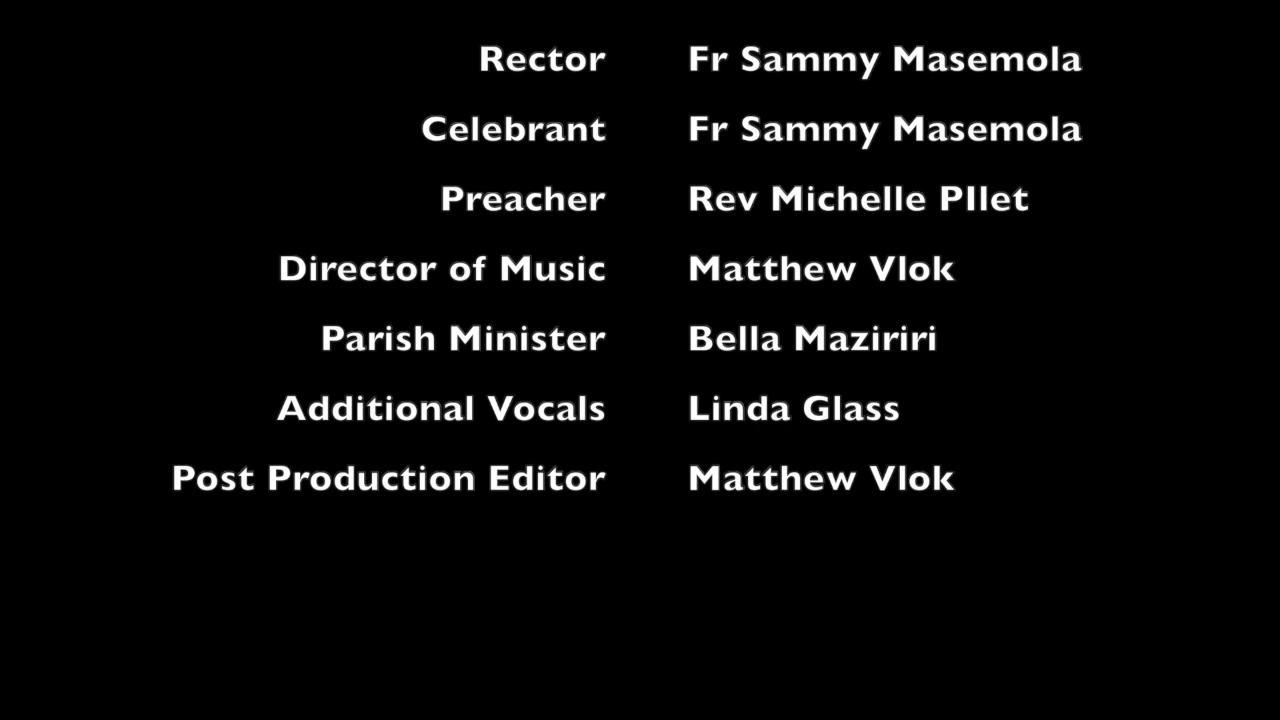 Rector Fr Sammy Masemola
Celebrant Fr Sammy Masemola
Preacher Rev Michelle PIlet
Director of Music Matthew Vlok
Parish Minister Bella Maziriri
Additional Vocals Linda Glass
Post Production Editor Matthew Vlok